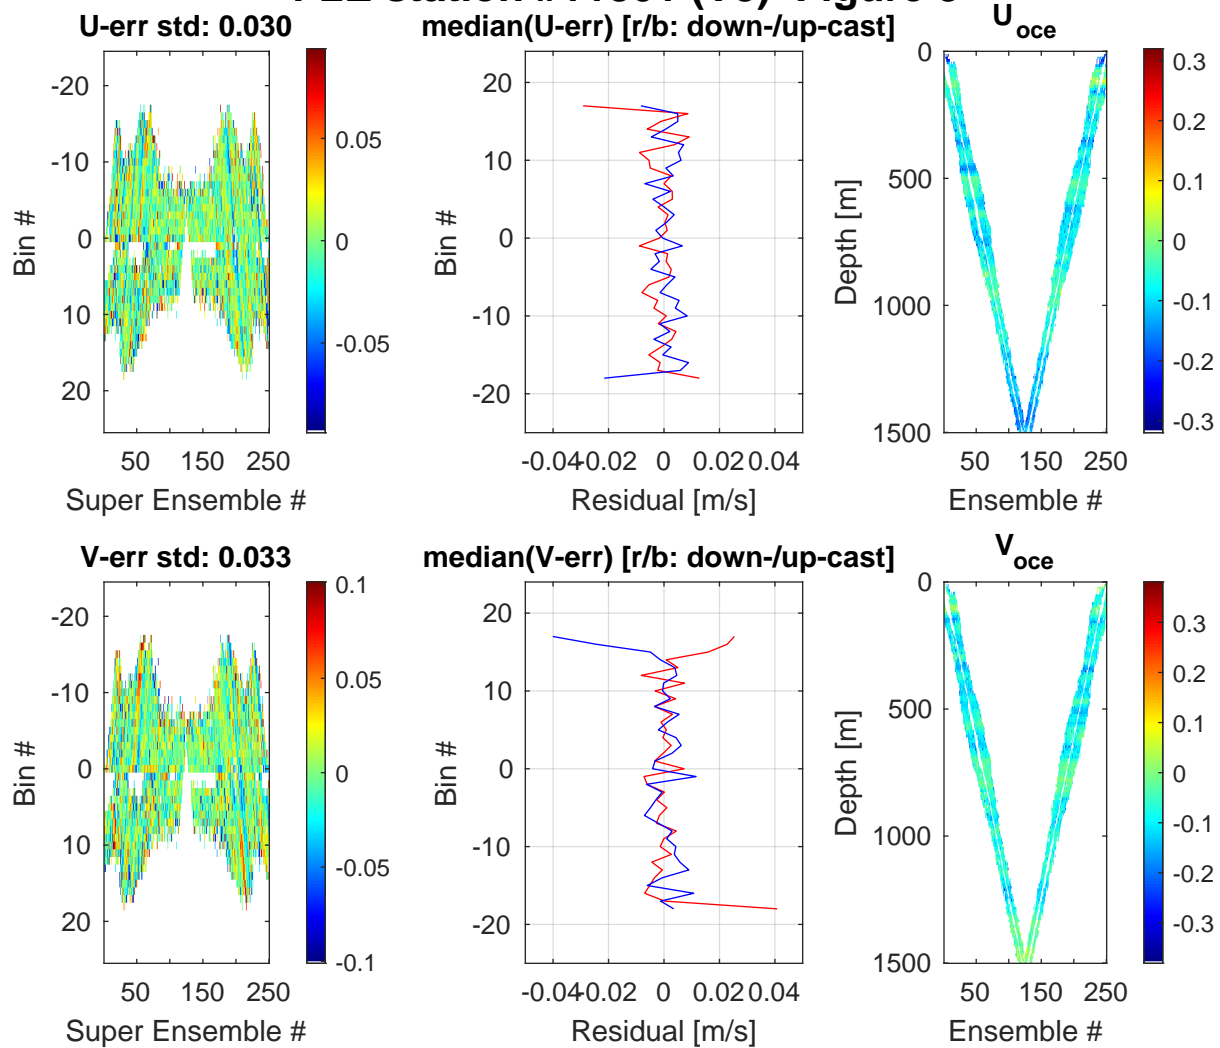 U-err std: 0.030
median(U-err) [r/b: down-/up-cast]
U oce
-20
-10
0
10
20
Bin #
50 150 250
Super Ensemble #
0.05
0
-0.05
20
10
0
-10
-20
Bin #
-0.04 -0.02 0 0.02 0.04
Residual [m/s]
0
500
1000
1500
Depth [m]
50 150 250
Ensemble #
0.3
0.2
0.1
0
-0.1
-0.2
-0.3
V-err std: 0.033
median(V-err) [r/b: down-/up-cast]
V oce
-20
-10
0
10
20
Bin #
50 150 250
Super Ensemble #
0.1
0.05
0
-0.05
-0.1
20
10
0
-10
-20
Bin #
-0.04 -0.02 0 0.02 0.04
Residual [m/s]
0
500
1000
1500
Depth [m]
50 150 250
Ensemble #
0.3
0.2
0.1
0
-0.1
-0.2
-0.3